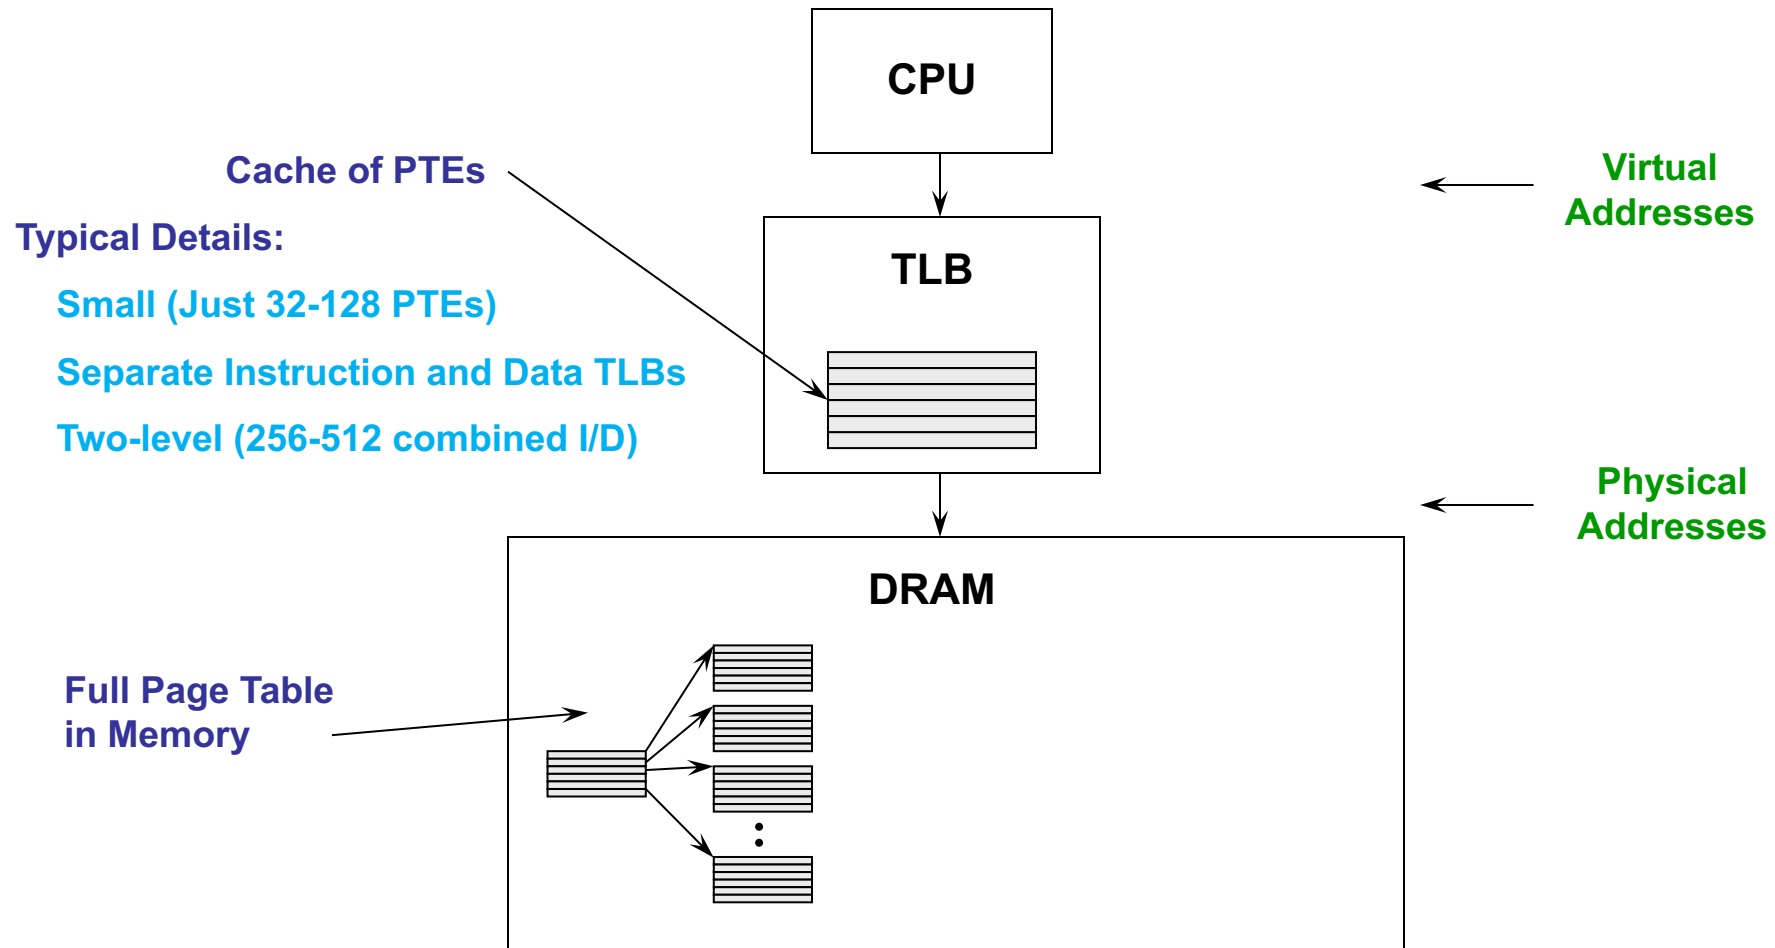 CPU
Cache of PTEs
Virtual
Addresses
Typical Details:
TLB
Small (Just 32-128 PTEs)
Separate Instruction and Data TLBs
Two-level (256-512 combined I/D)
Physical
Addresses
DRAM
Full Page Table
in Memory